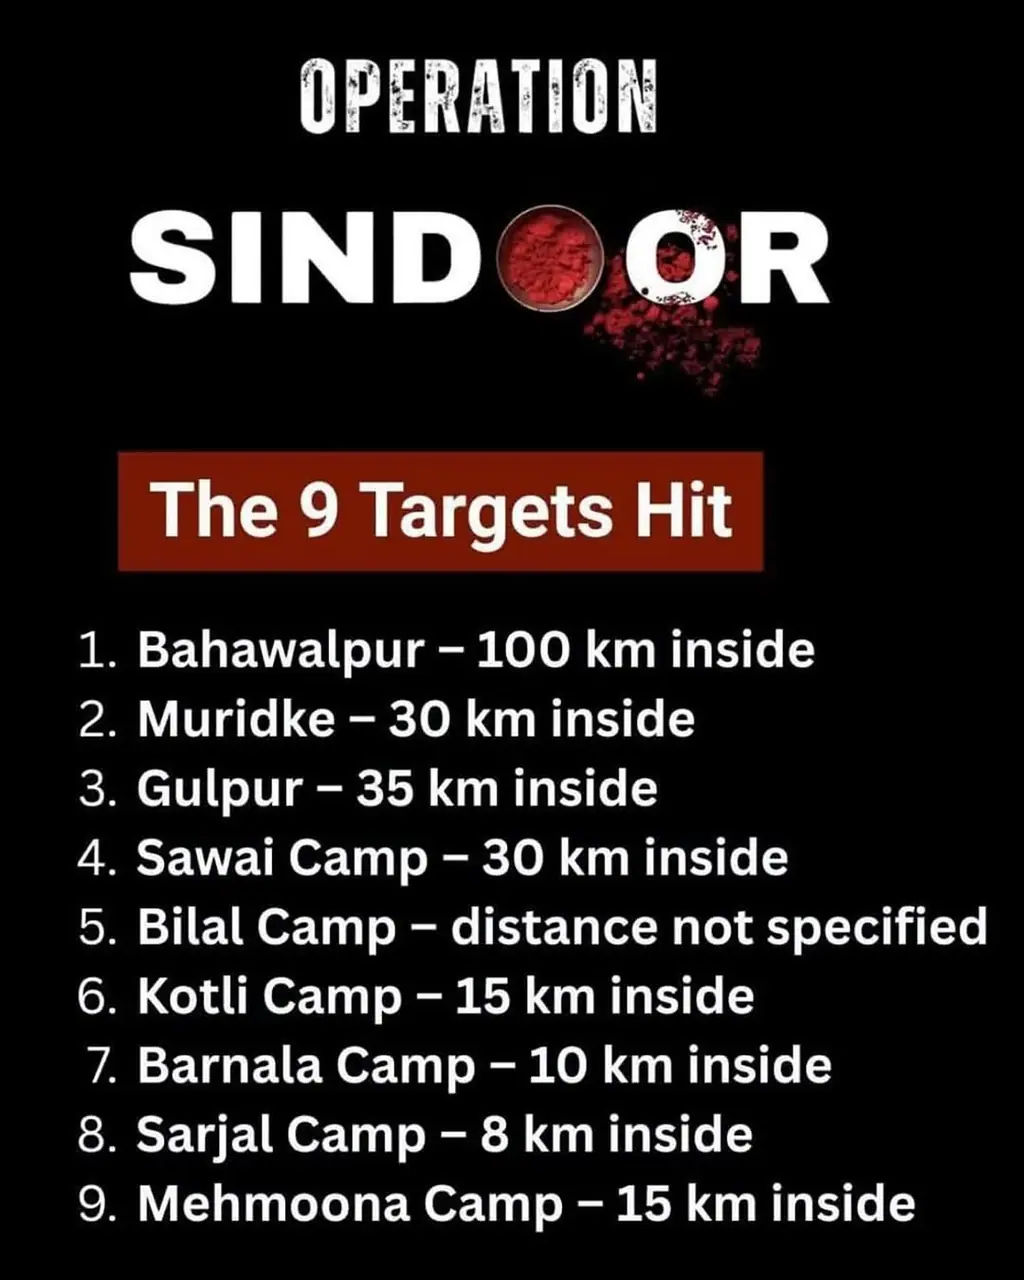 OPERATION
SINDOOR
The 9 Targets Hit
1. Bahawalpur – 100 km inside
2. Muridke – 30 km inside
3. Gulpur – 35 km inside
4. Sawai Camp – 30 km inside
5. Bilal Camp – distance not specified
6. Kotli Camp – 15 km inside
7. Barnala Camp – 10 km inside
8. Sarjal Camp – 8 km inside
9. Mehmoona Camp – 15 km inside